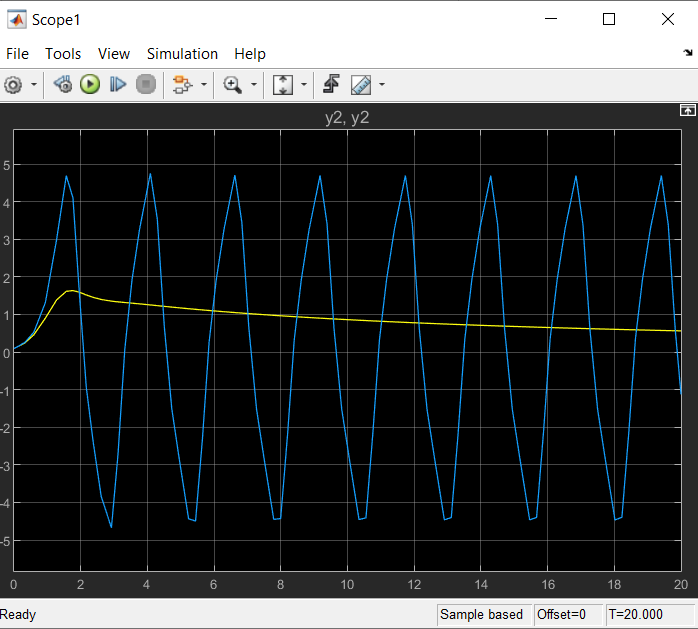 Scope1
File Tools View Simulation Help
y2, y2
5
4
3
2
1
0
-1
-2
-3
-4
-5
0 2 4 6 8 10 12 14 16 18 20
Ready Sample based Offset=0 T=20.000